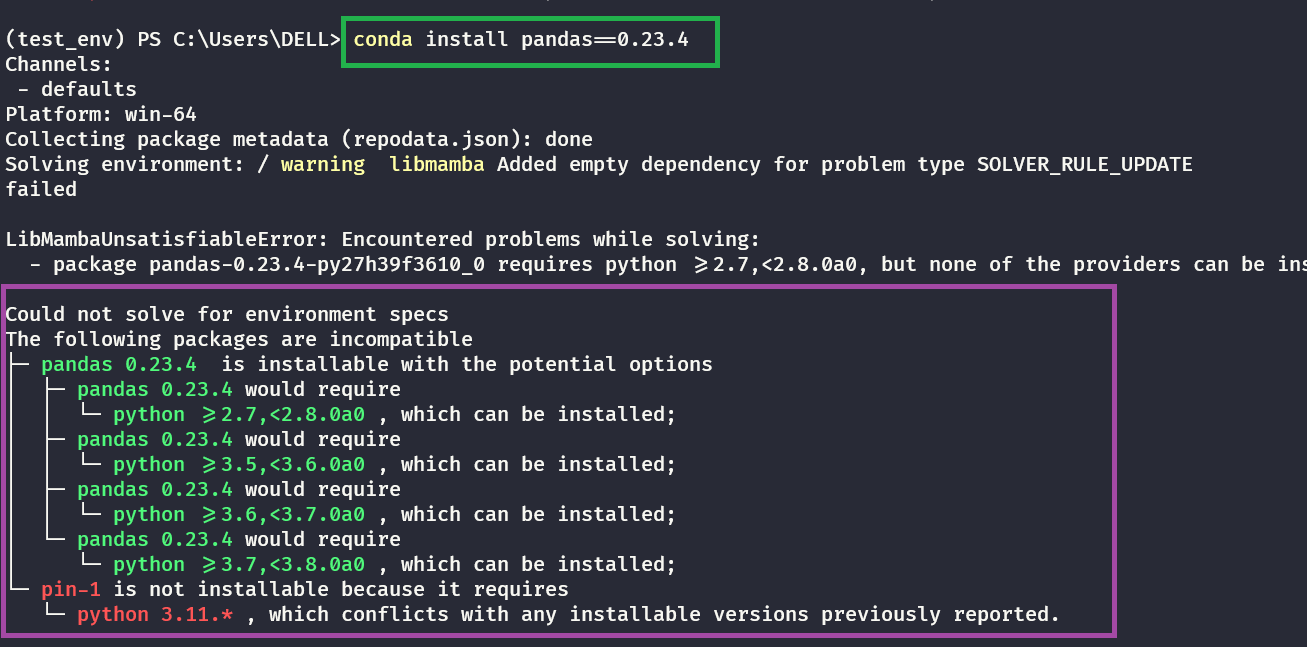 (test_env) PS C:\Users\DELL> conda install pandas==0.23.4
Channels:
 - defaults
Platform: win-64
Collecting package metadata (repodata.json): done
Solving environment: / warning  libmamba Added empty dependency for problem type SOLVER_RULE_UPDATE
failed

LibMambaUnsatisfiableError: Encountered problems while solving:
  - package pandas-0.23.4-py27h39f3610_0 requires python >=2.7,<2.8.0a0, but none of the providers can be

Could not solve for environment specs
The following packages are incompatible
├─ pandas 0.23.4  is installable with the potential options
│  ├─ pandas 0.23.4 would require
│  │  └─ python >=2.7,<2.8.0a0 , which can be installed;
│  ├─ pandas 0.23.4 would require
│  │  └─ python >=3.5,<3.6.0a0 , which can be installed;
│  ├─ pandas 0.23.4 would require
│  │  └─ python >=3.6,<3.7.0a0 , which can be installed;
│  └─ pandas 0.23.4 would require
│     └─ python >=3.7,<3.8.0a0 , which can be installed;
└─ pin-1 is not installable because it requires
   └─ python 3.11.* , which conflicts with any installable versions previously reported.